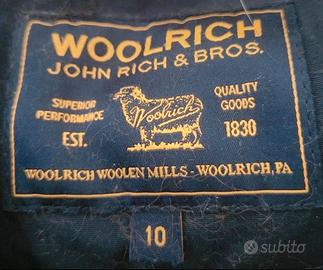 WOOLRICH
JOHN RICH & BROS.
SUPERIOR
PERFORMANCE
EST.
Woolrich
QUALITY
GOODS
1830
WOOLRICH WOOLEN MILLS - WOOLRICH, PA
10
subito